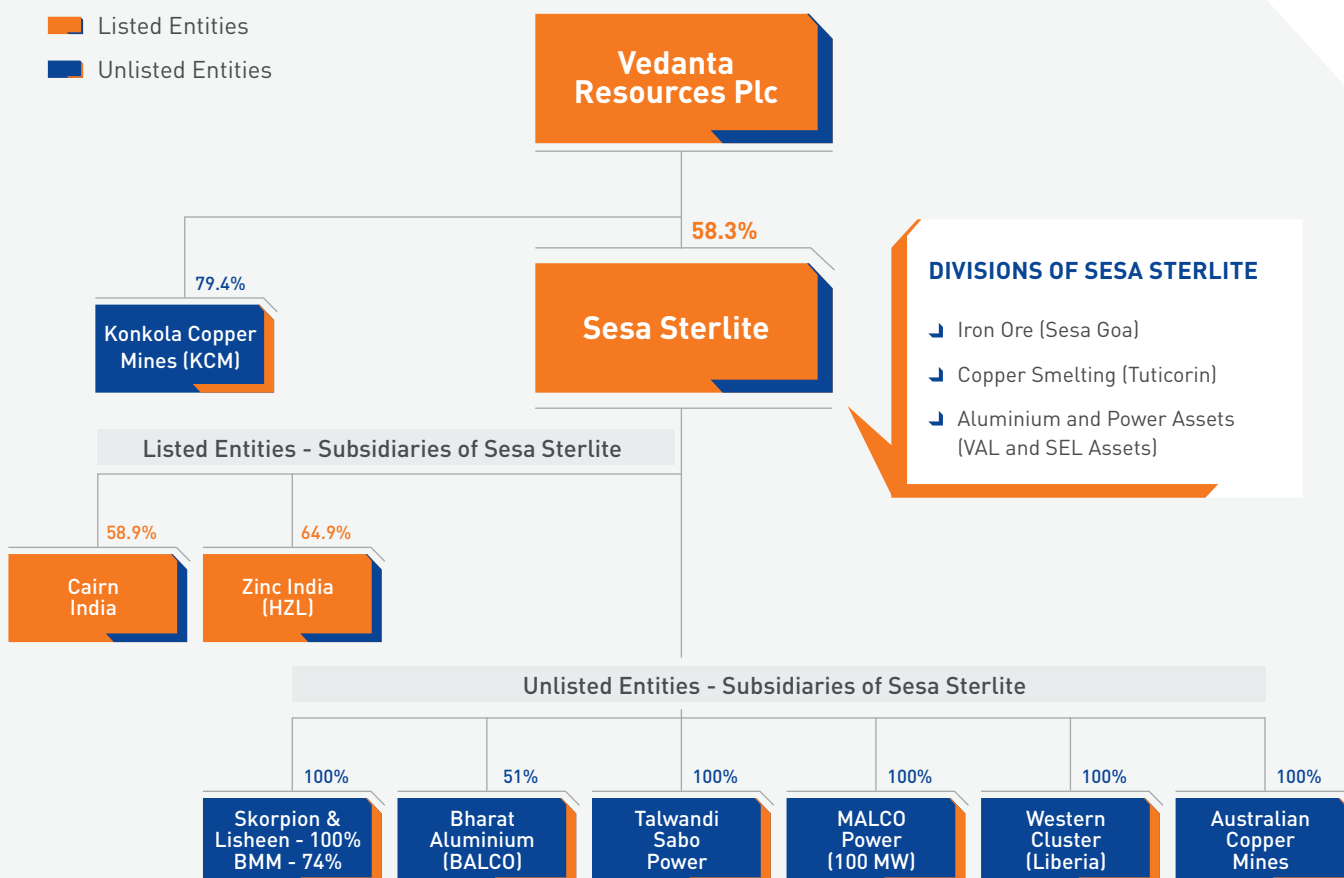 Listed Entities
Unlisted Entities
Vedanta
Resources Plc
58.3%
79.4%
Konkola Copper
Mines (KCM)
Sesa Sterlite
DIVISIONS OF SESA STERLITE
Iron Ore (Sesa Goa)
Copper Smelting (Tuticorin)
Aluminium and Power Assets
(VAL and SEL Assets)
Listed Entities - Subsidiaries of Sesa Sterlite
58.9%
Cairn
India
64.9%
Zinc India
(HZL)
Unlisted Entities - Subsidiaries of Sesa Sterlite
100%
Skorpion &
Lisheen - 100%
BMM - 74%
51%
Bharat
Aluminium
(BALCO)
100%
Talwandi
Sabo
Power
100%
MALCO
Power
(100 MW)
100%
Western
Cluster
(Liberia)
100%
Australian
Copper
Mines